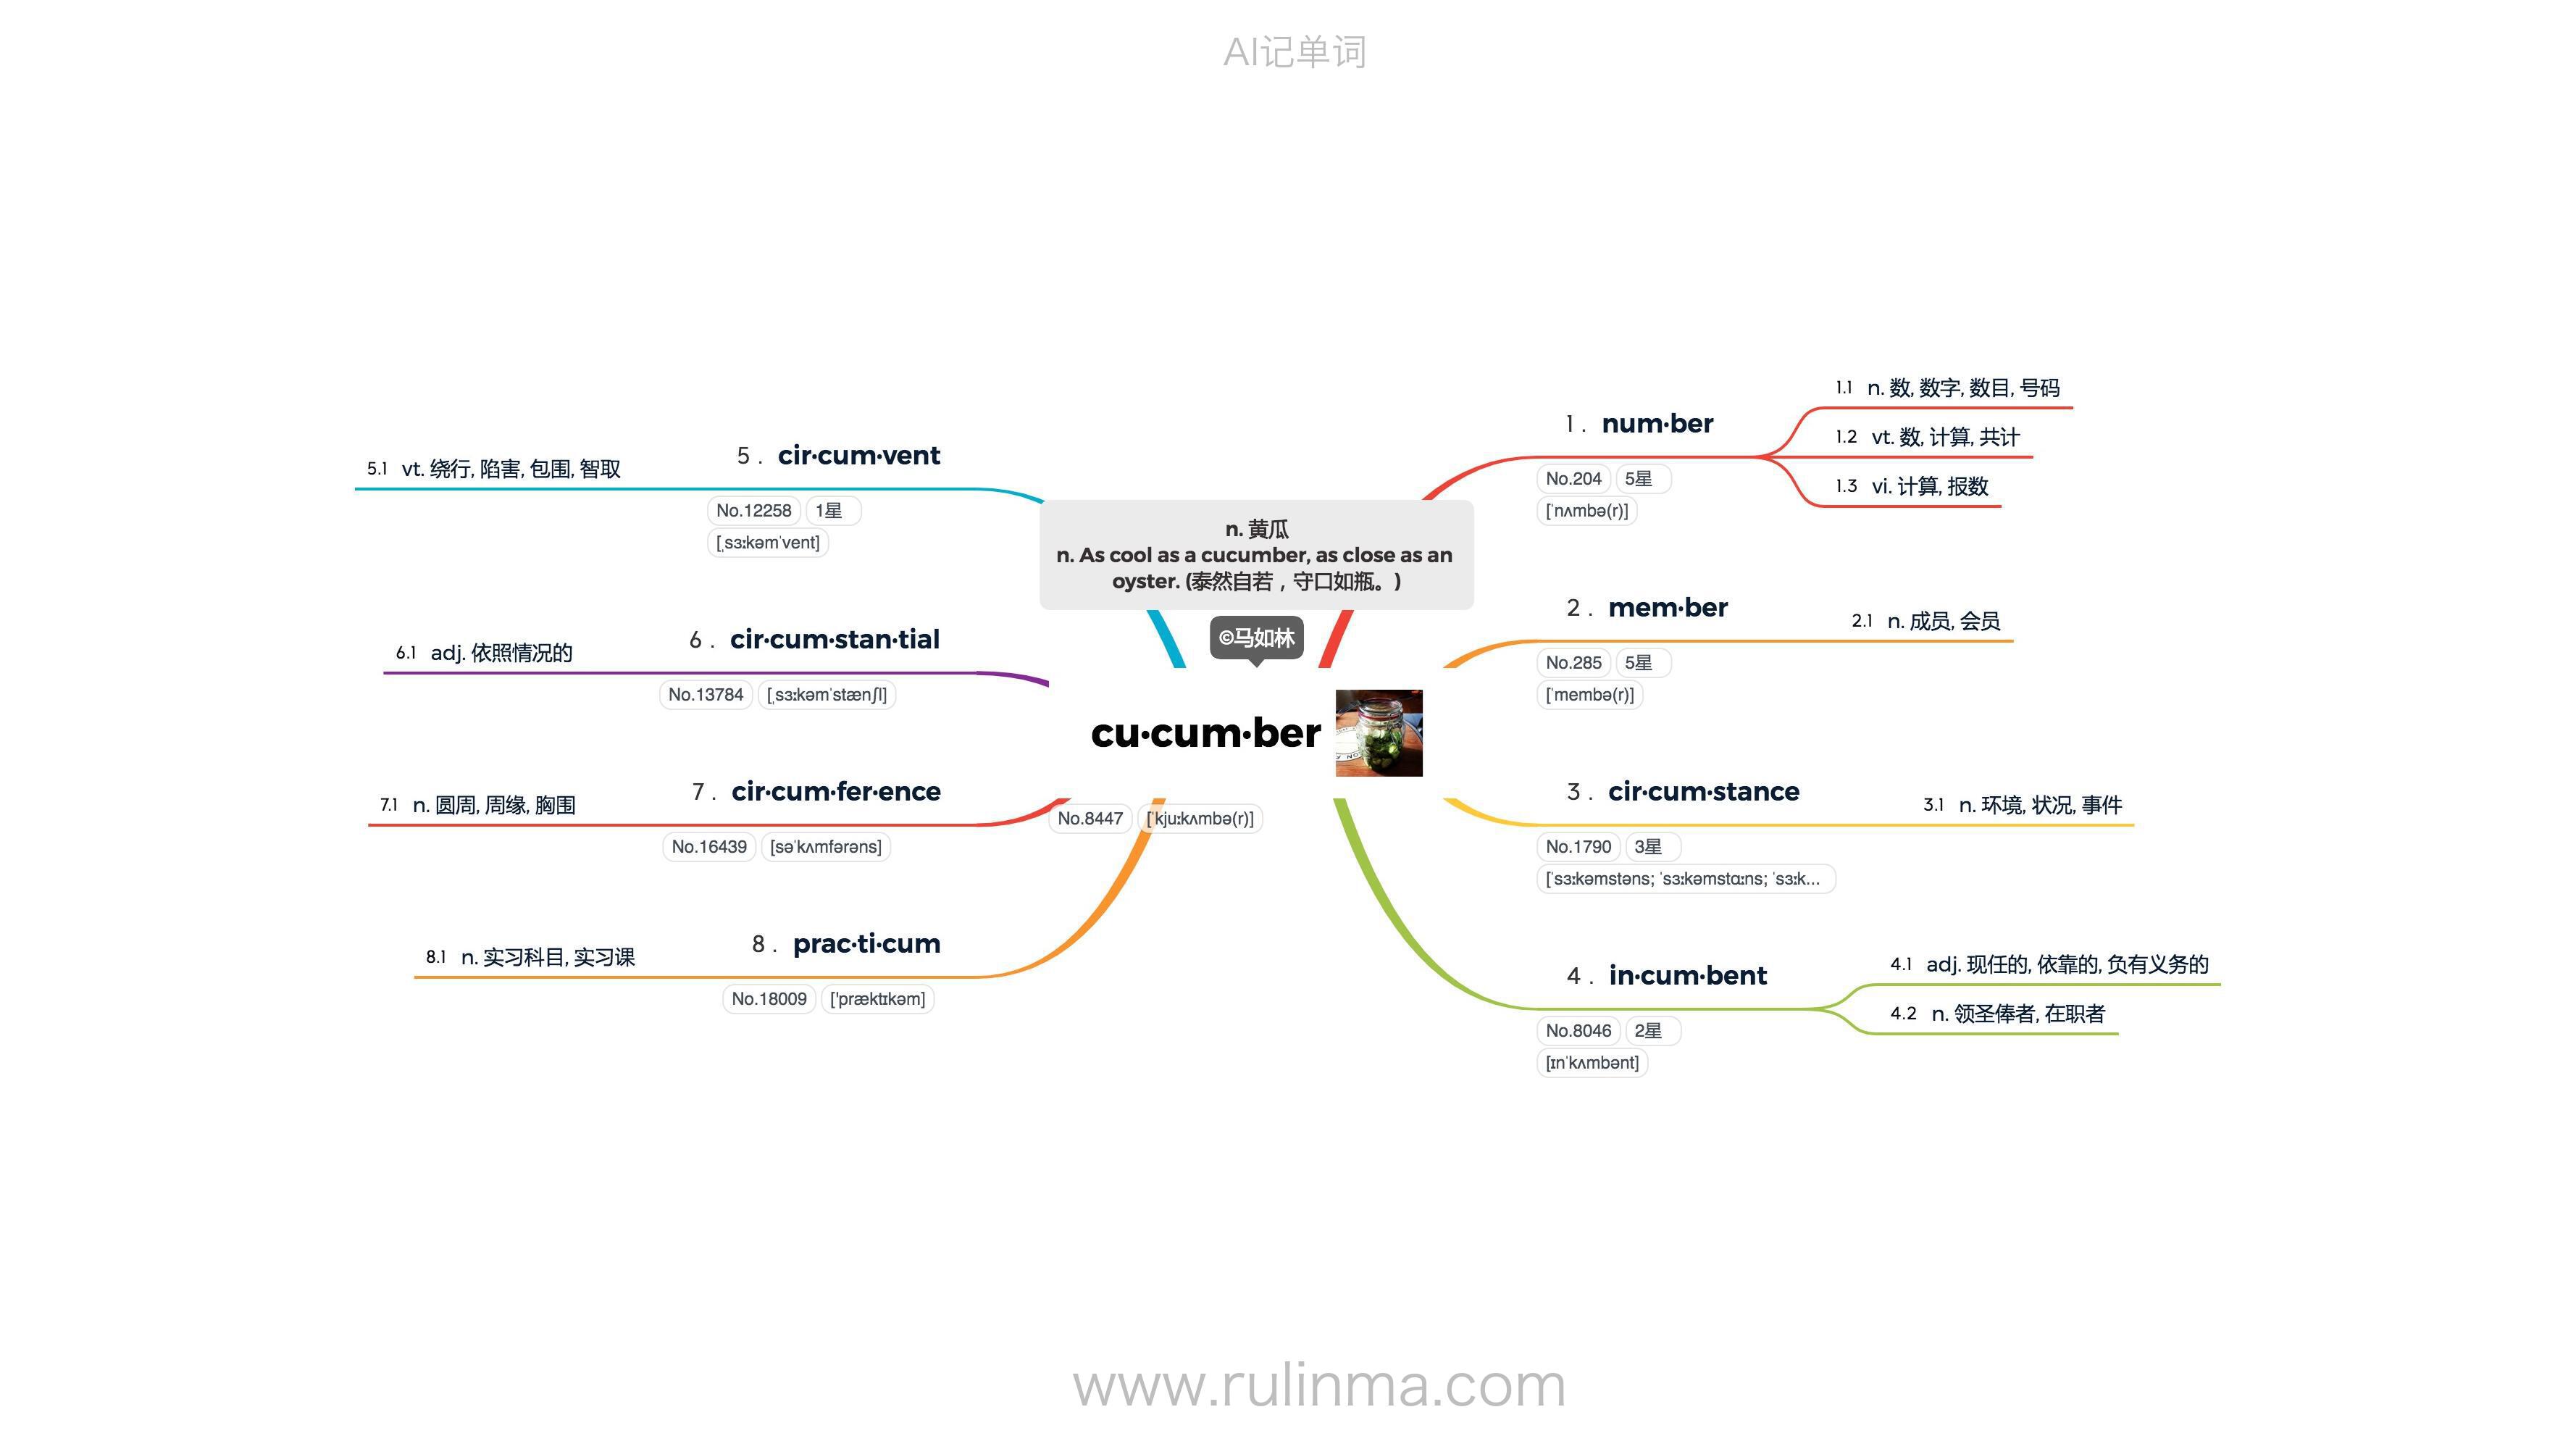 AI记单词
n. 黄瓜
n. As cool as a cucumber, as close as an
oyster. (泰然自若，守口如瓶。)
©马如林
cu·cum·ber
No.8447 [ˈkjuːkʌmbə(r)]
1 . num·ber
No.204 5星
[ˈnʌmbə(r)]
1.1 n. 数, 数字, 数目, 号码
1.2 vt. 数, 计算, 共计
1.3 vi. 计算, 报数
2 . mem·ber
No.285 5星
[ˈmembə(r)]
2.1 n. 成员, 会员
3 . cir·cum·stance
No.1790 3星
[ˈsɜːkəmstəns; ˈsɜːkəmstɑːns; ˈsɜːk...
3.1 n. 环境, 状况, 事件
4 . in·cum·bent
No.8046 2星
[ɪnˈkʌmbənt]
4.1 adj. 现任的, 依靠的, 负有义务的
4.2 n. 领圣俸者, 在职者
5 . cir·cum·vent
No.12258 1星
[ˌsɜːkəmˈvent]
5.1 vt. 绕行, 陷害, 包围, 智取
6 . cir·cum·stan·tial
No.13784 [ˌsɜːkəmˈstænʃl]
6.1 adj. 依照情况的
7 . cir·cum·fer·ence
No.16439 [səˈkʌmfərəns]
7.1 n. 圆周, 周缘, 胸围
8 . prac·ti·cum
No.18009 ['præktɪkəm]
8.1 n. 实习科目, 实习课
www.rulinma.com